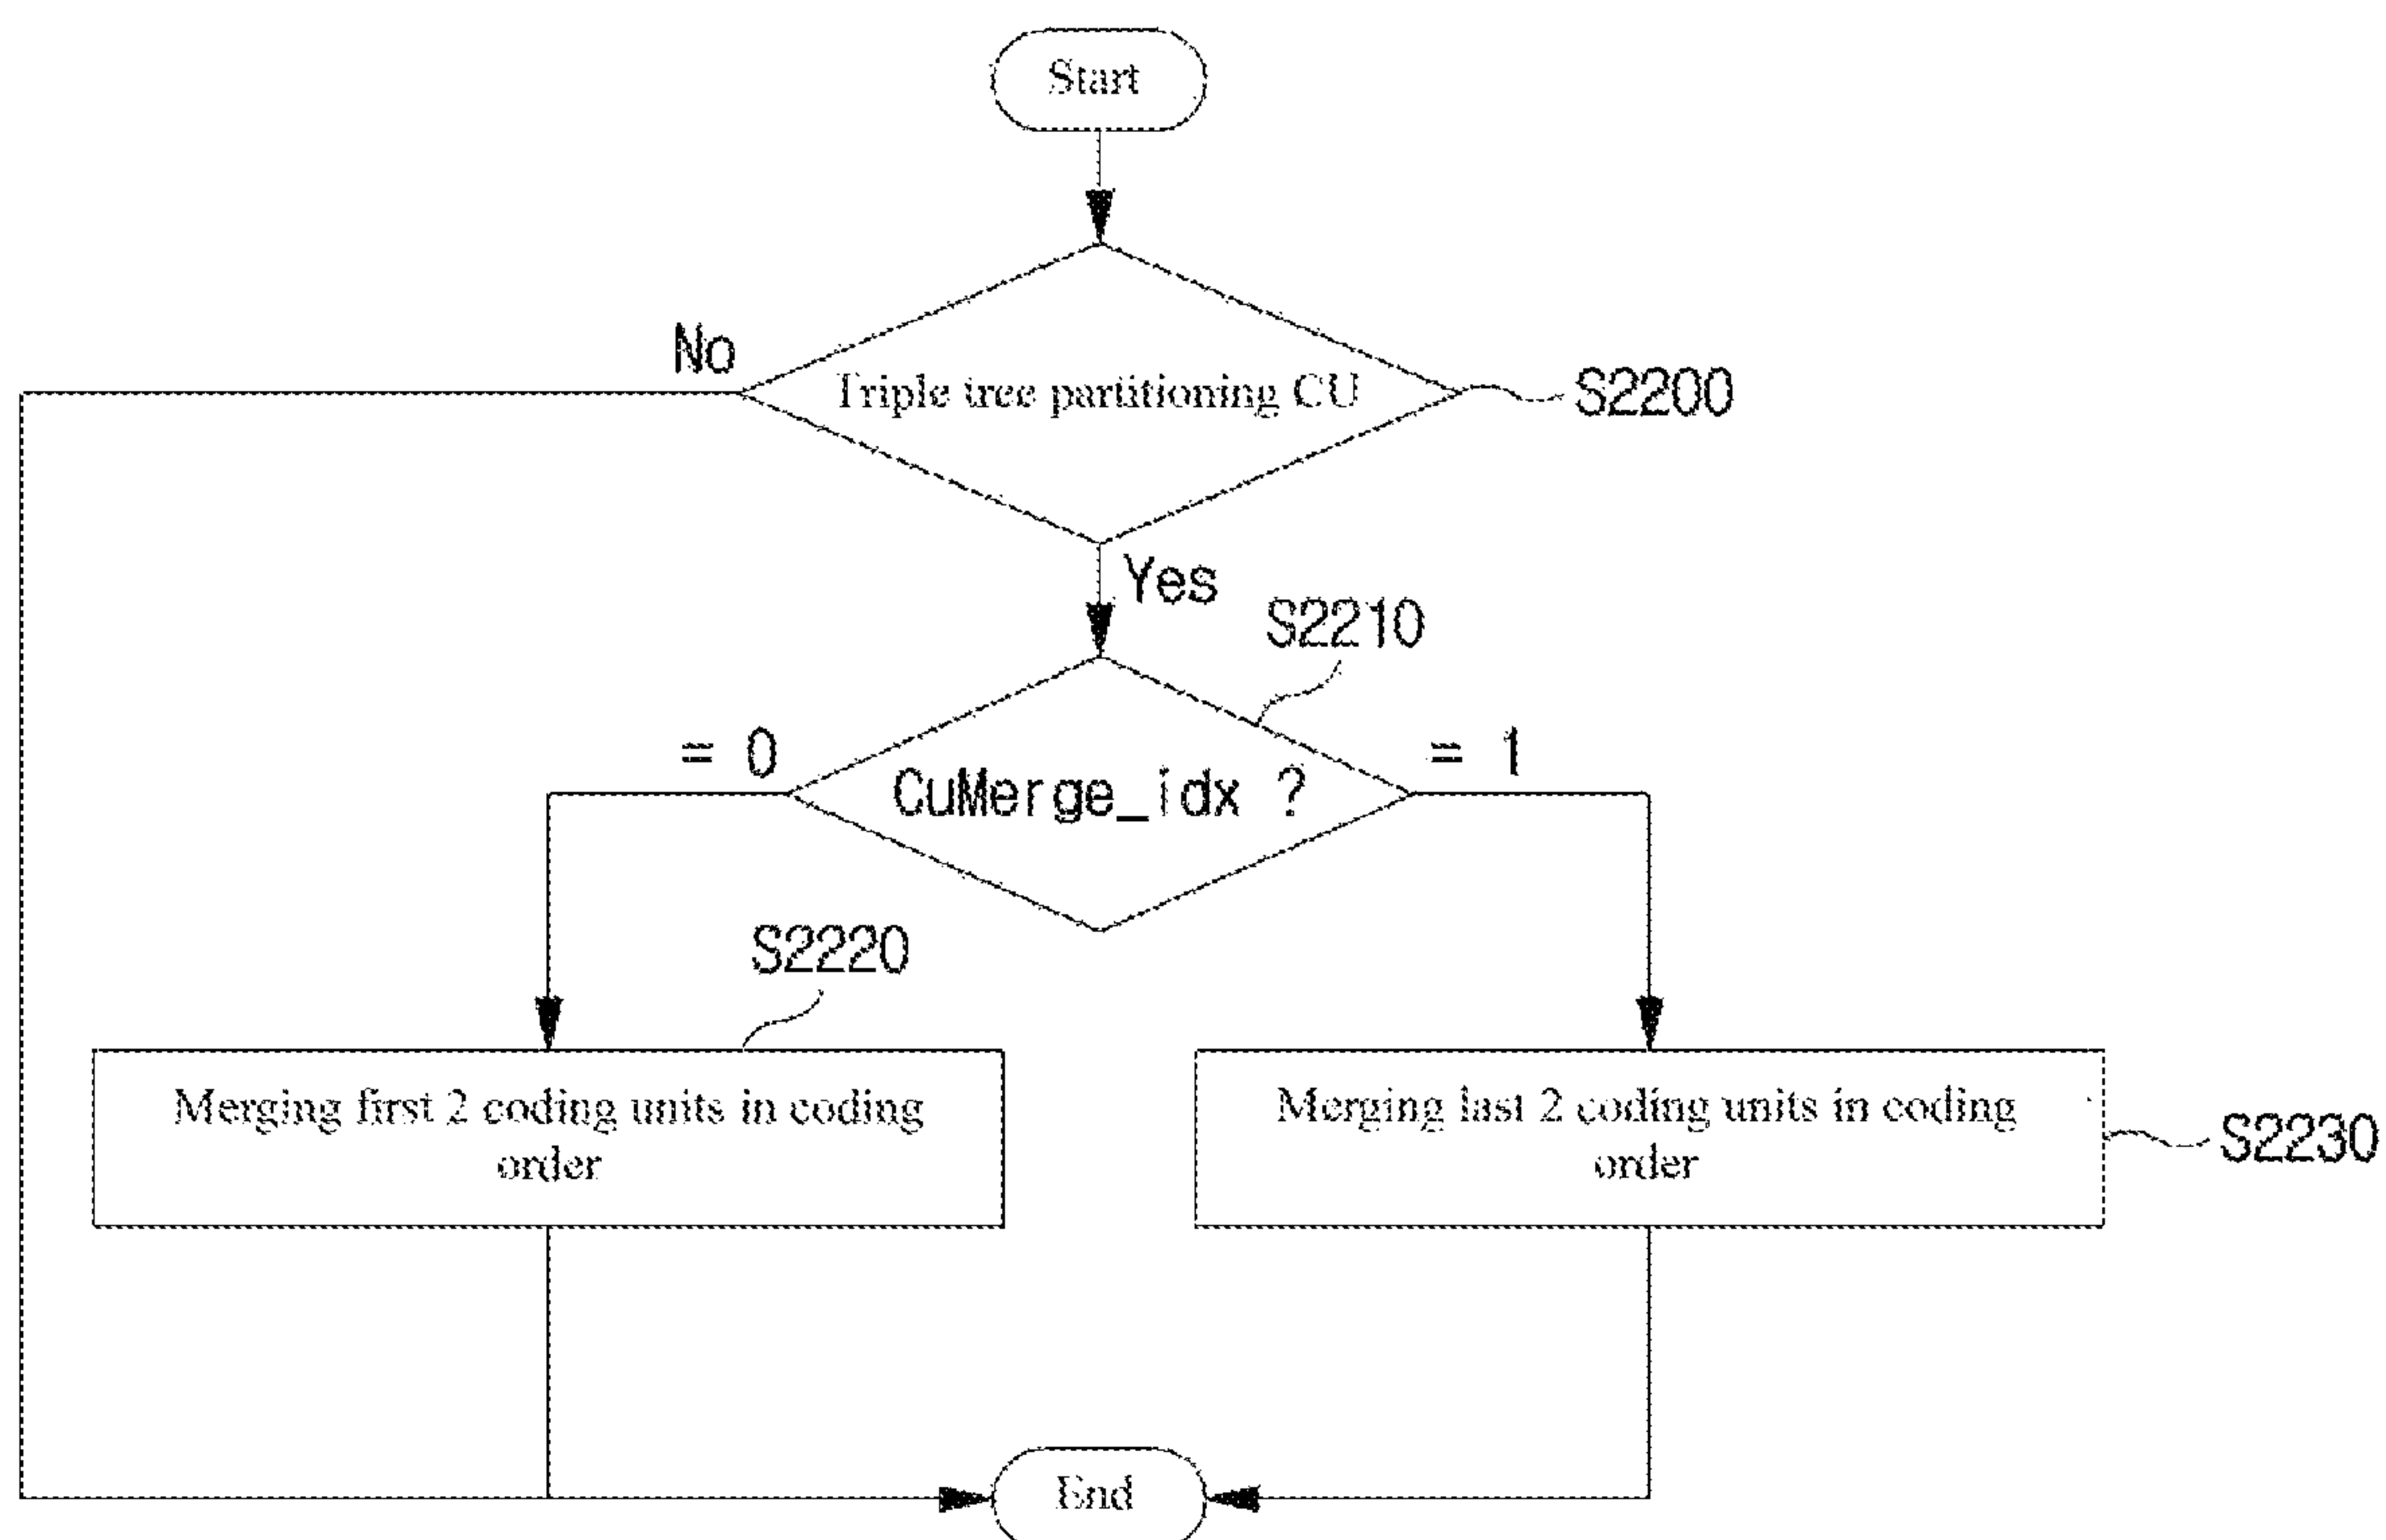 Start
No
Triple tree partitioning CU
S2200
Yes
S2210
= 0
CuMerge_idx ?
= 1
S2220
Merging first 2 coding units in coding
order
Merging last 2 coding units in coding
order
S2230
End